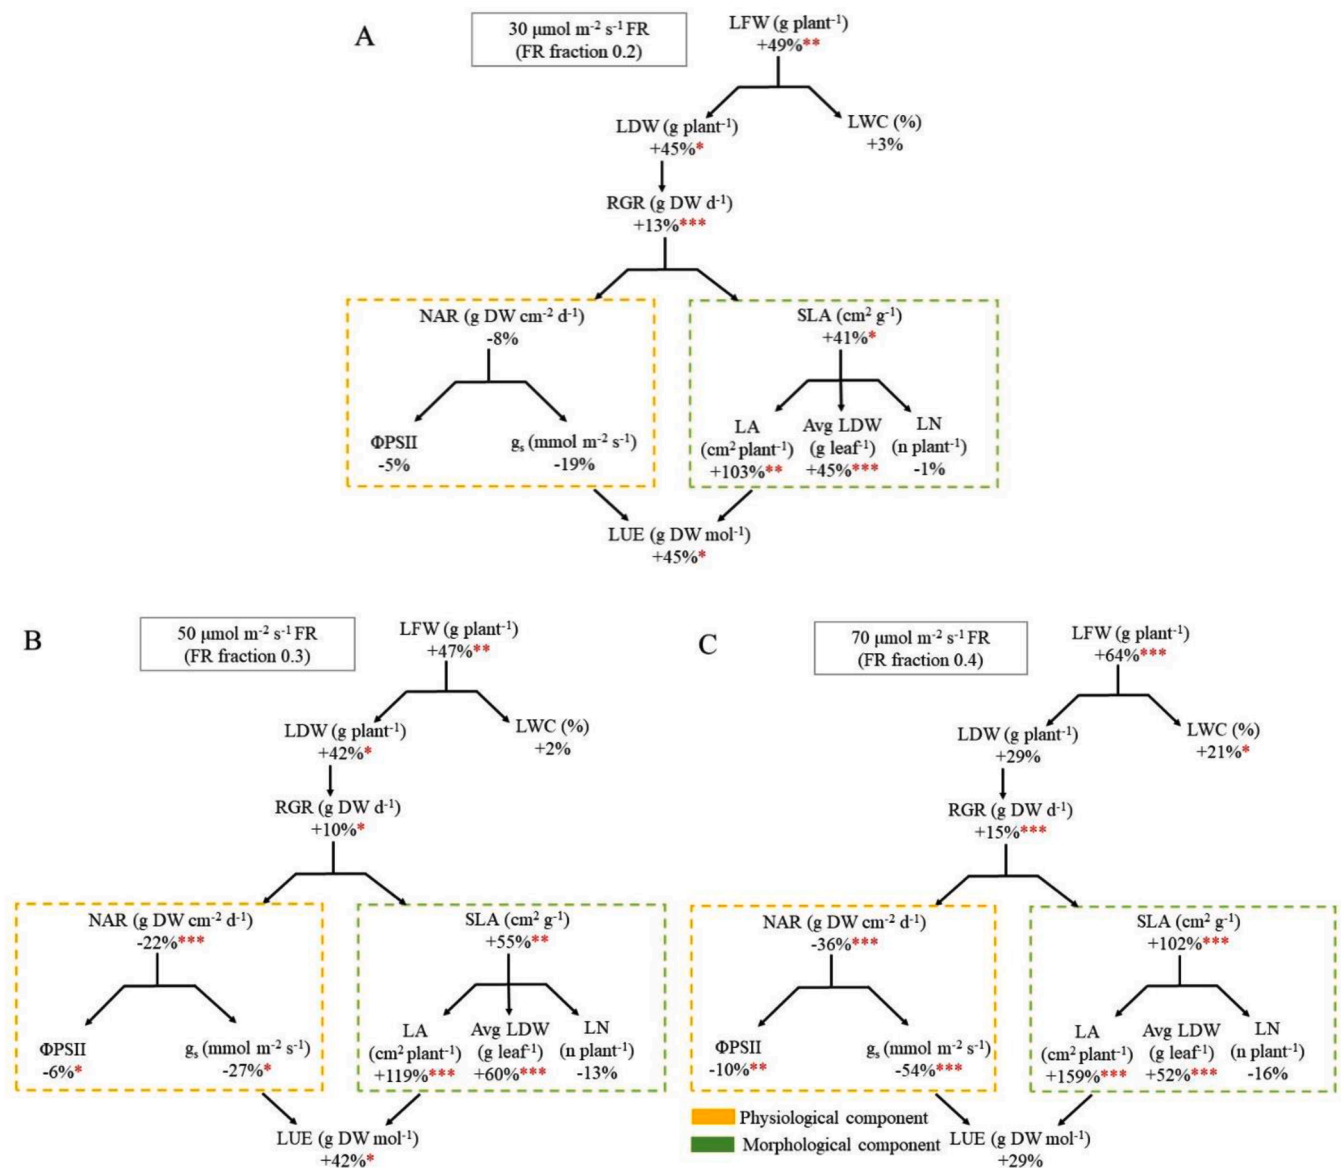 A
30 μmol m⁻² s⁻¹ FR
(FR fraction 0.2)
LFW (g plant⁻¹)
+49%**
LDW (g plant⁻¹)
+45%*
LWC (%)
+3%
RGR (g DW d⁻¹)
+13%***
NAR (g DW cm⁻² d⁻¹)
-8%
ΦPSII
-5%
gₛ (mmol m⁻² s⁻¹)
-19%
SLA (cm² g⁻¹)
+41%*
LA
(cm² plant⁻¹)
+103%**
Avg LDW
(g leaf⁻¹)
+45%***
LN
(n plant⁻¹)
-1%
LUE (g DW mol⁻¹)
+45%*
B
50 μmol m⁻² s⁻¹ FR
(FR fraction 0.3)
LFW (g plant⁻¹)
+47%**
LDW (g plant⁻¹)
+42%*
LWC (%)
+2%
RGR (g DW d⁻¹)
+10%*
NAR (g DW cm⁻² d⁻¹)
-22%***
ΦPSII
-6%*
gₛ (mmol m⁻² s⁻¹)
-27%*
SLA (cm² g⁻¹)
+55%**
LA
(cm² plant⁻¹)
+119%***
Avg LDW
(g leaf⁻¹)
+60%***
LN
(n plant⁻¹)
-13%
LUE (g DW mol⁻¹)
+42%*
C
70 μmol m⁻² s⁻¹ FR
(FR fraction 0.4)
LFW (g plant⁻¹)
+64%***
LDW (g plant⁻¹)
+29%
LWC (%)
+21%*
RGR (g DW d⁻¹)
+15%***
NAR (g DW cm⁻² d⁻¹)
-36%***
ΦPSII
-10%**
gₛ (mmol m⁻² s⁻¹)
-54%***
SLA (cm² g⁻¹)
+102%***
LA
(cm² plant⁻¹)
+159%***
Avg LDW
(g leaf⁻¹)
+52%***
LN
(n plant⁻¹)
-16%
LUE (g DW mol⁻¹)
+29%
Physiological component
Morphological component